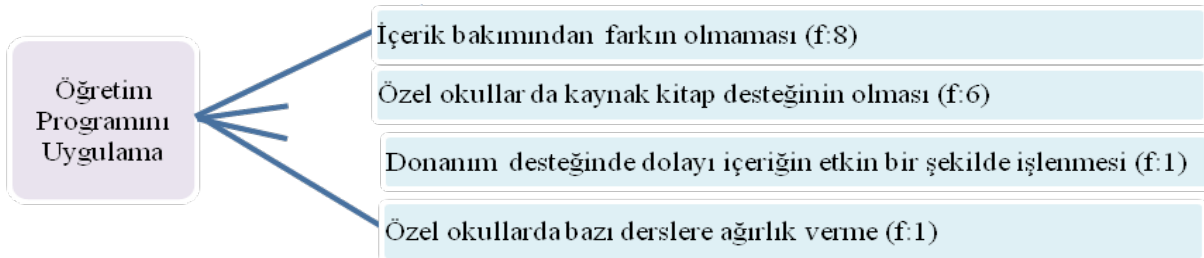 Öğretim
Programını
Uygulama
İçerik bakımından farkın olmaması (f:8)
Özel okullar da kaynak kitap desteğinin olması (f:6)
Donanım desteğinde dolayı içeriğin etkin bir şekilde işlenmesi (f:1)
Özel okullarda bazı derslere ağırlık verme (f:1)